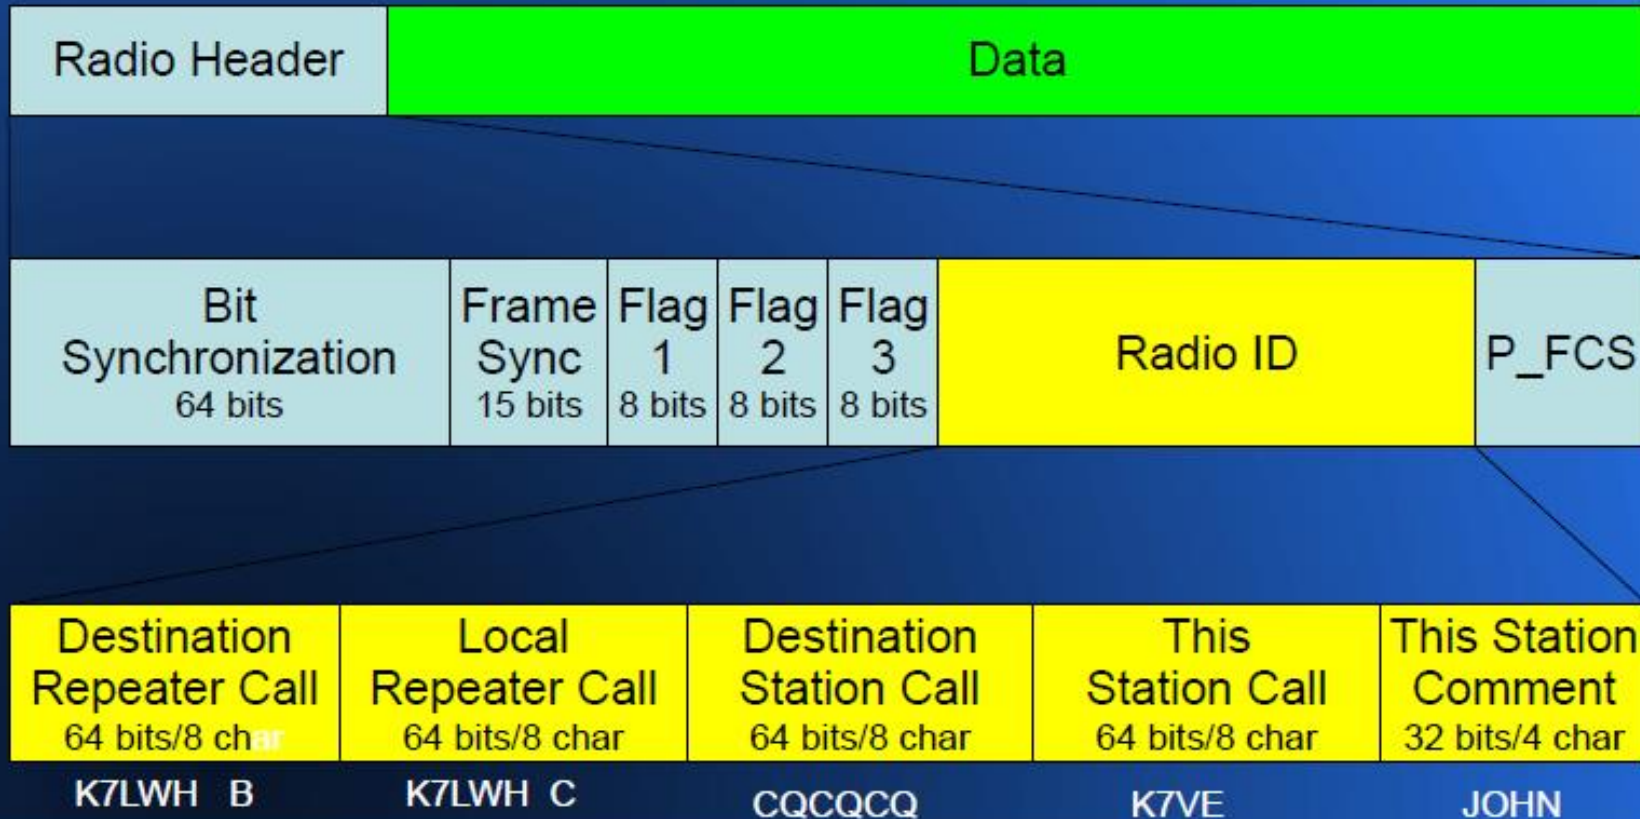 Radio Header Data
Bit Synchronization 64 bits
Frame Sync 15 bits
Flag 1 8 bits
Flag 2 8 bits
Flag 3 8 bits
Radio ID
P_FCS
Destination Repeater Call 64 bits/8 char
Local Repeater Call 64 bits/8 char
Destination Station Call 64 bits/8 char
This Station Call 64 bits/8 char
This Station Comment 32 bits/4 char
K7LWH B K7LWH C CQCQCQ K7VE JOHN